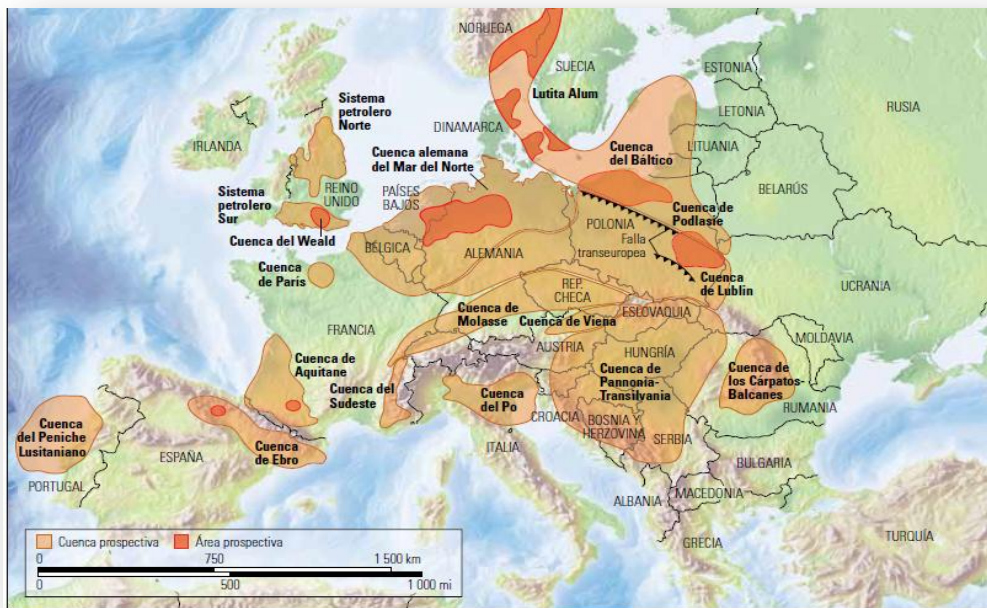 NORUEGA
SUECIA
ESTONIA
LETONIA
RUSIA
Lutita Alum
Sistema
petrolero
Norte
DINAMARCA
IRLANDA
Cuenca alemana
del Mar del Norte
Cuenca
del Báltico
LITUANIA
BELARÚS
Sistema
petrolero
Sur
REINO
UNIDO
PAÍSES
BAJOS
POLONIA
Cuenca de
Podlasie
Falla
transeuropea
Cuenca del Weald
BÉLGICA
ALEMANIA
Cuenca
de París
Cuenca
de Lublin
REP.
CHECA
UCRANIA
FRANCIA
Cuenca de
Molasse
Cuenca de Viena
ESLOVAQUIA
AUSTRIA
HUNGRÍA
MOLDAVIA
Cuenca de
Aquitane
Cuenca del
Sudeste
Cuenca
del Po
Cuenca de
Pannonia-
Transilvania
Cuenca de
los Cárpatos-
Balcanes
RUMANIA
CROACIA
BOSNIA Y
HERZOVINA
SERBIA
Cuenca
del Peniche
Lusitaniano
ESPAÑA
Cuenca
de Ebro
ITALIA
BULGARIA
PORTUGAL
ALBANIA
MACEDONIA
GRECIA
TURQUÍA
Cuenca prospectiva
Área prospectiva
0 750 1 500 km
0 500 1 000 mi